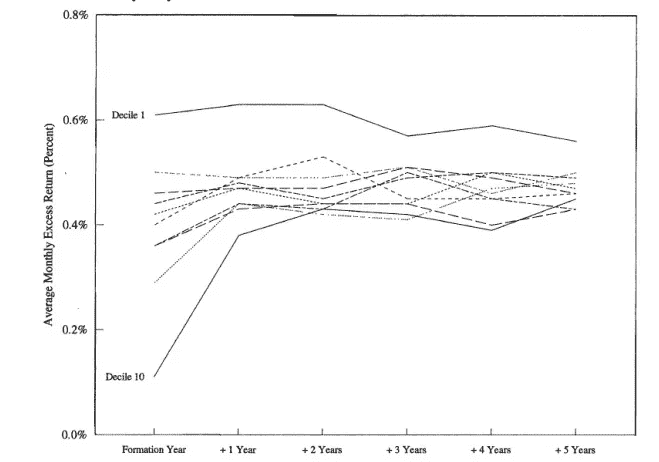 0.8%
0.6%
0.4%
0.2%
0.0%
Average Monthly Excess Return (Percent)
Decile 1
Decile 10
Formation Year + 1 Year + 2 Years + 3 Years + 4 Years + 5 Years